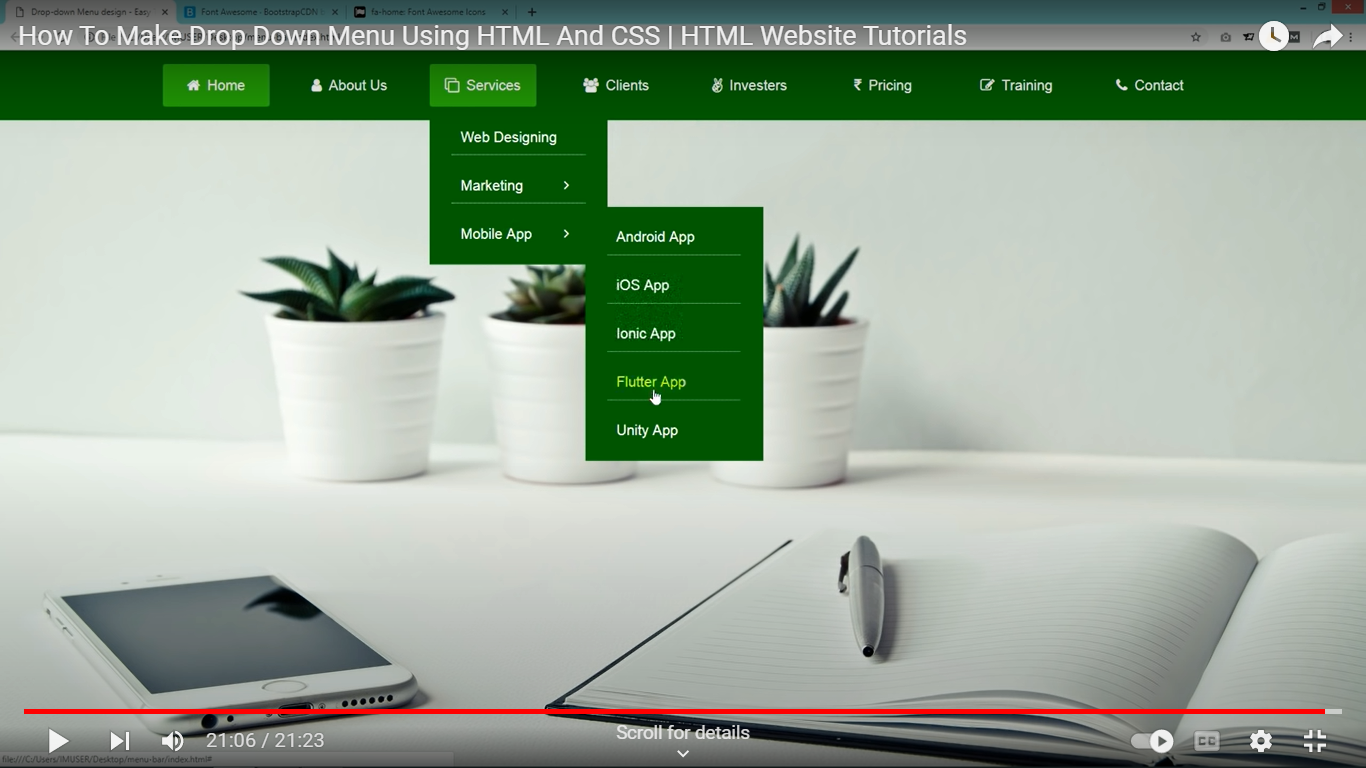 Drop-down Menu design - Easy
Font Awesome · BootstrapCDN
fa-home: Font Awesome Icons
How To Make Drop Down Menu Using HTML And CSS | HTML Website Tutorials
Home
About Us
Services
Clients
Investers
₹ Pricing
Training
Contact
Web Designing
Marketing
Mobile App
Android App
iOS App
Ionic App
Flutter App
Unity App
21:06 / 21:23
Scroll for details
CC
file:///C:/Users/IMUSER/Desktop/menu-bar/index.html#